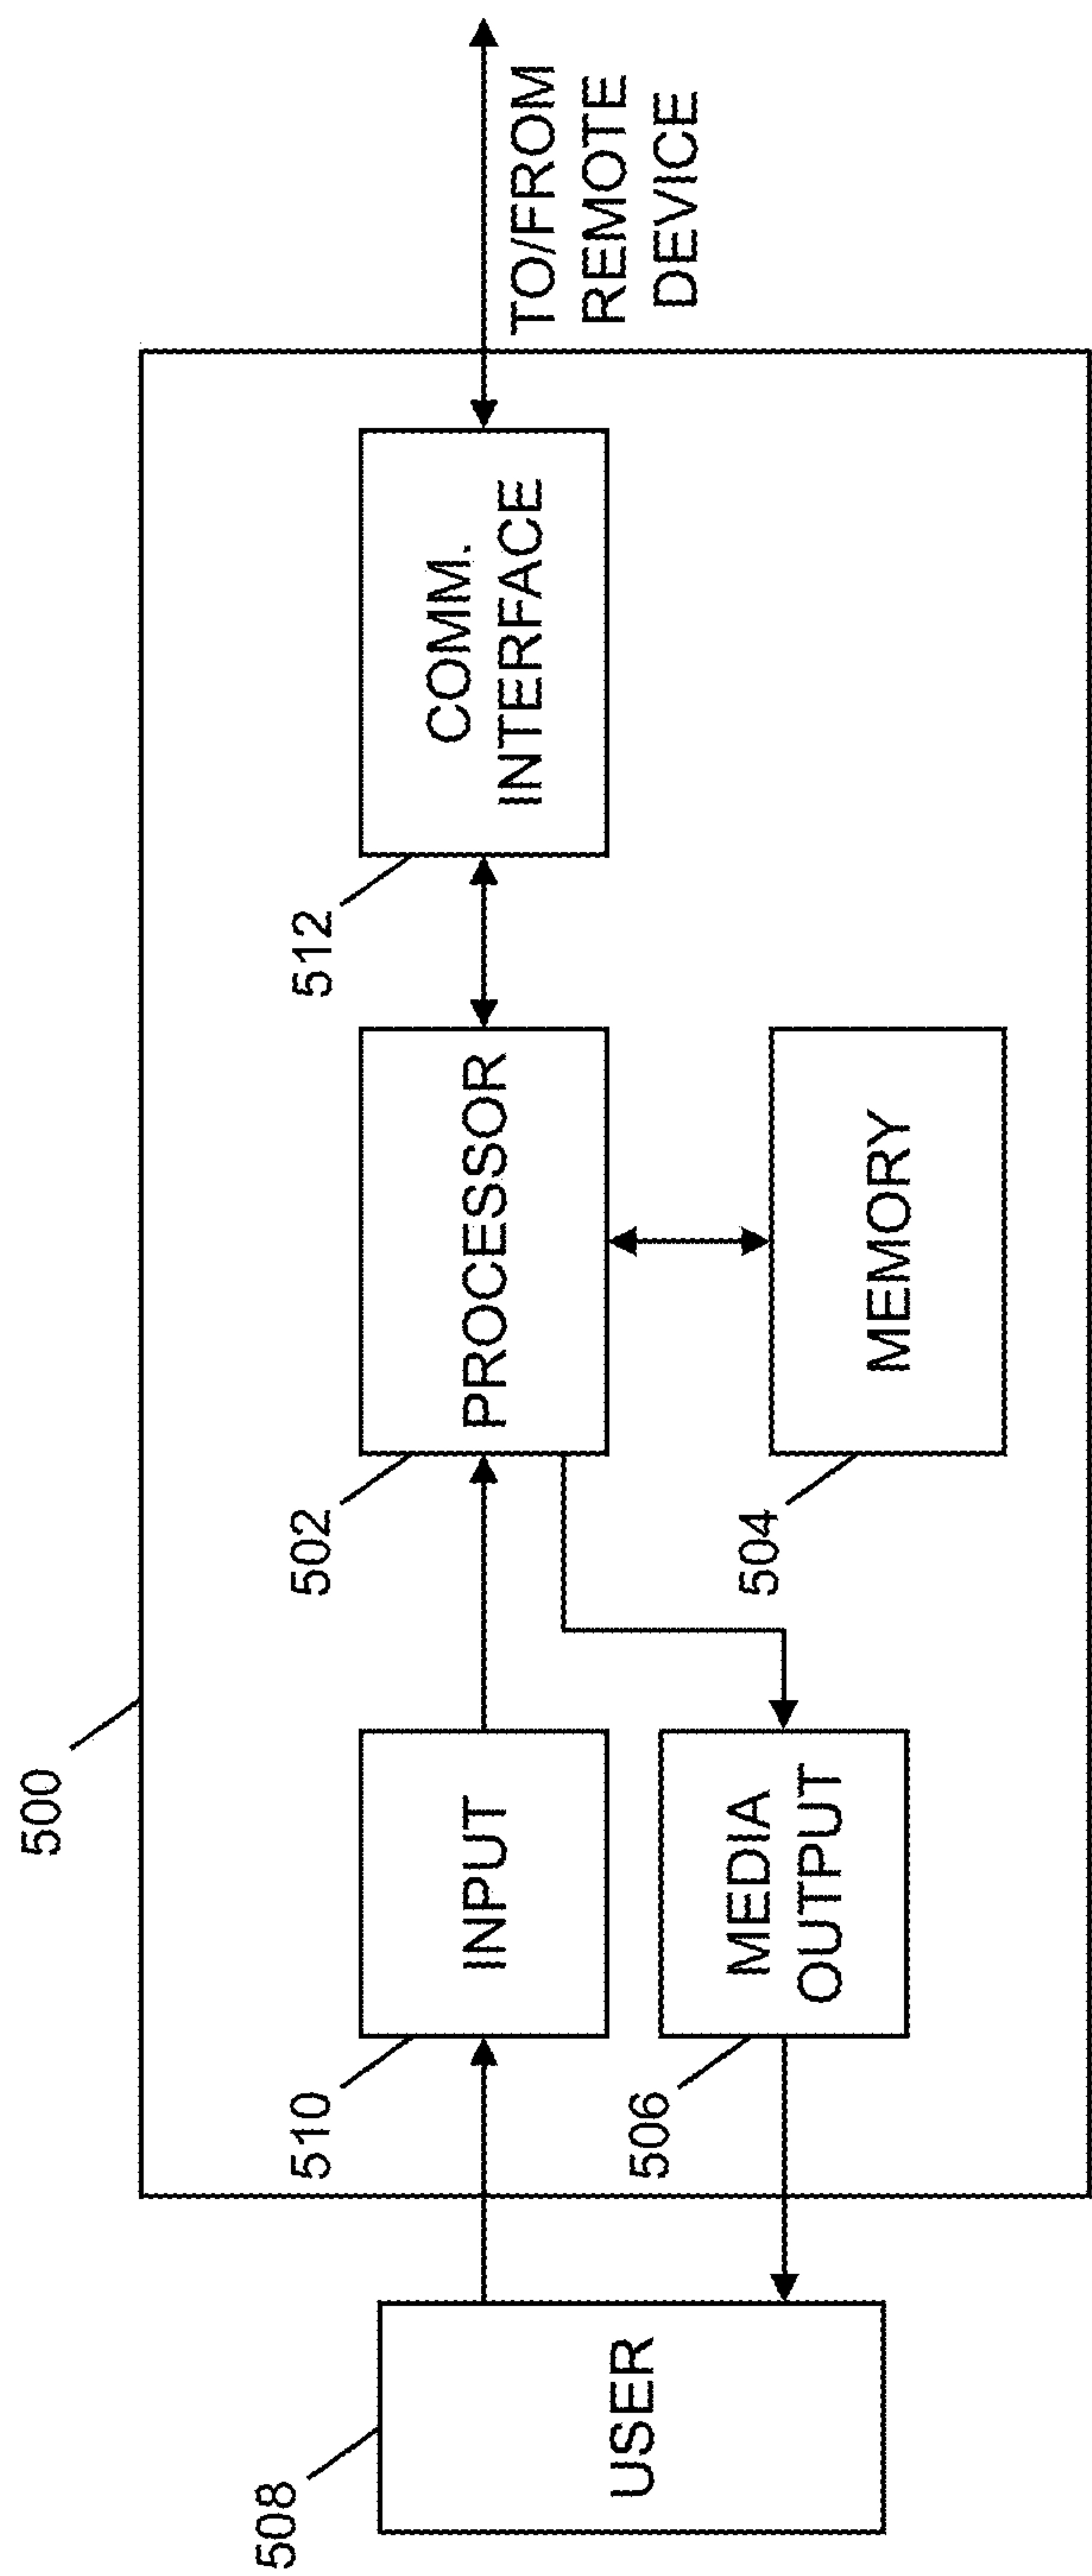 500
508
USER
510
INPUT
506
MEDIA
OUTPUT
502
PROCESSOR
504
MEMORY
512
COMM.
INTERFACE
TO/FROM
REMOTE
DEVICE